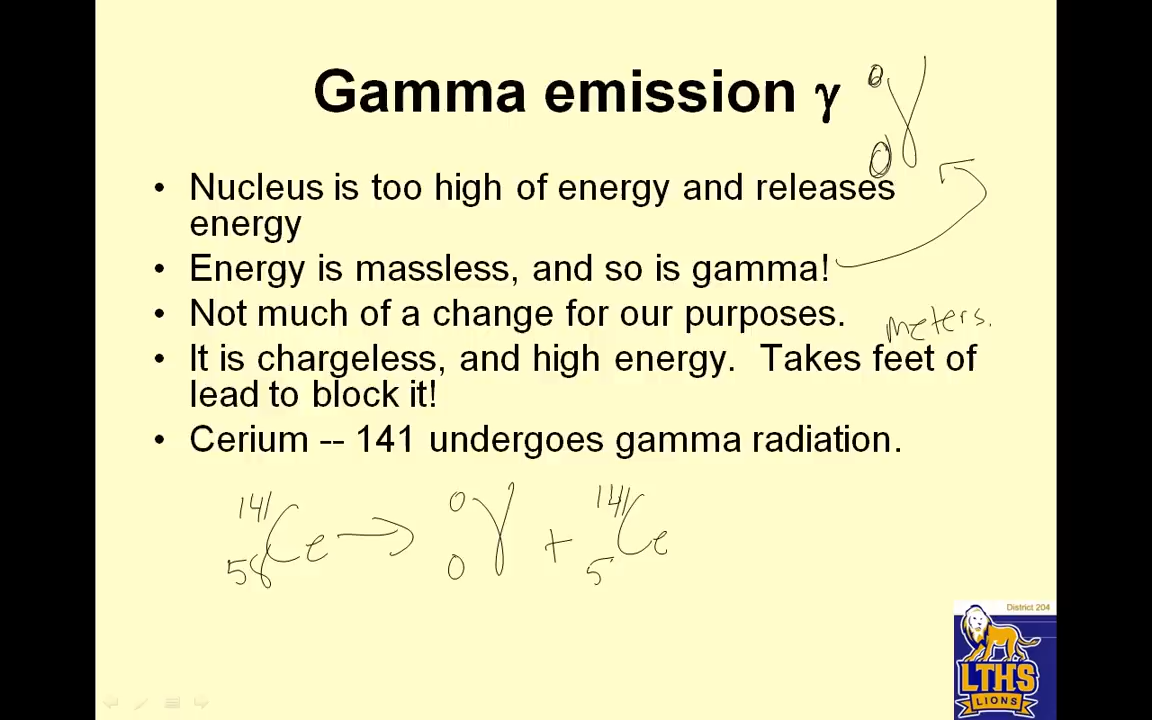 Gamma emission γ
0
0 γ
• Nucleus is too high of energy and releases
energy
• Energy is massless, and so is gamma!
• Not much of a change for our purposes.
meters.
• It is chargeless, and high energy.  Takes feet of
lead to block it!
• Cerium -- 141 undergoes gamma radiation.
141 0 141
58 Ce → 0 γ + 5 Ce
District 204
LTHS
LIONS